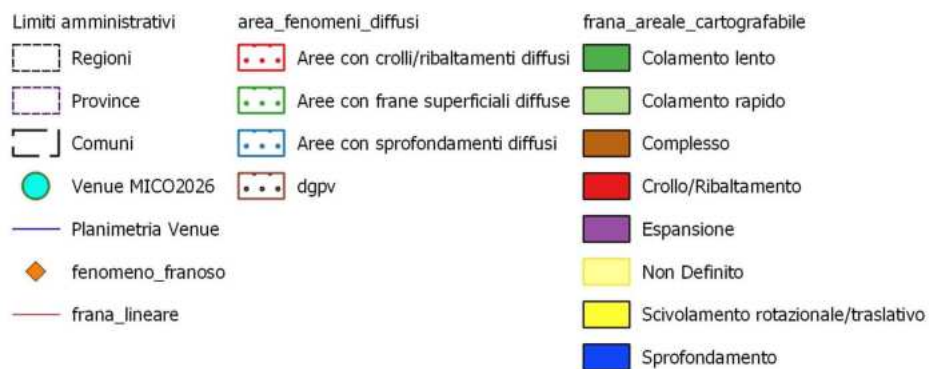 Limiti amministrativi
Regioni
Province
Comuni
Venue MICO2026
Planimetria Venue
fenomeno_franoso
frana_lineare
area_fenomeni_diffusi
Aree con crolli/ribaltamenti diffusi
Aree con frane superficiali diffuse
Aree con sprofondamenti diffusi
dgpv
frana_areale_cartografabile
Colamento lento
Colamento rapido
Complesso
Crollo/Ribaltamento
Espansione
Non Definito
Scivolamento rotazionale/traslativo
Sprofondamento